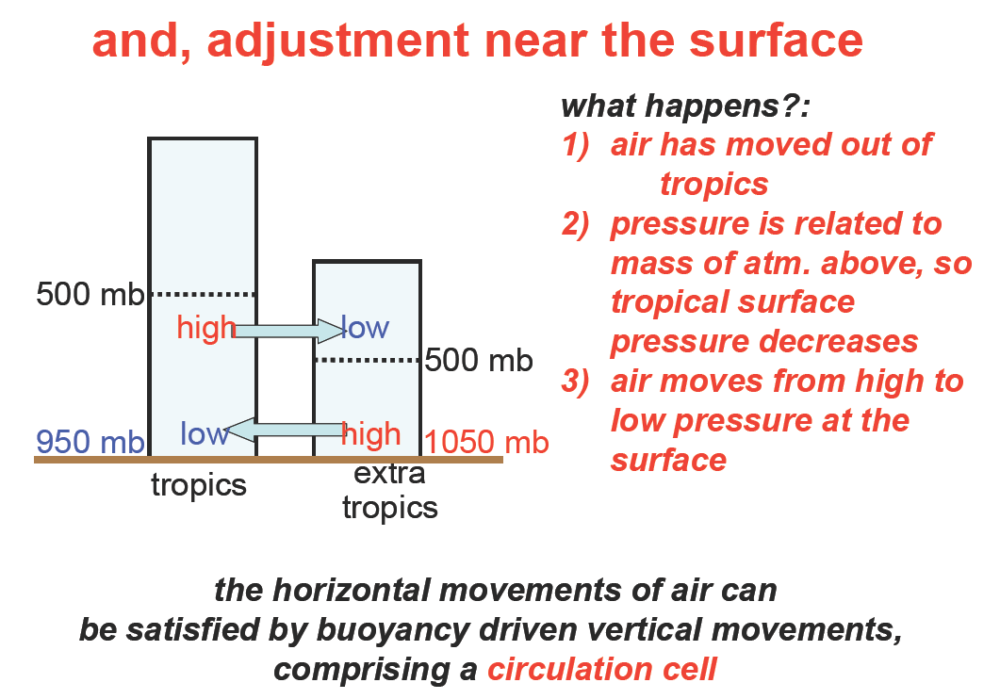 and, adjustment near the surface
what happens?:
1) air has moved out of
tropics
2) pressure is related to
mass of atm. above, so
tropical surface
pressure decreases
3) air moves from high to
low pressure at the
surface
500 mb
high
low
500 mb
950 mb
low
high
1050 mb
tropics
extra
tropics
the horizontal movements of air can
be satisfied by buoyancy driven vertical movements,
comprising a circulation cell